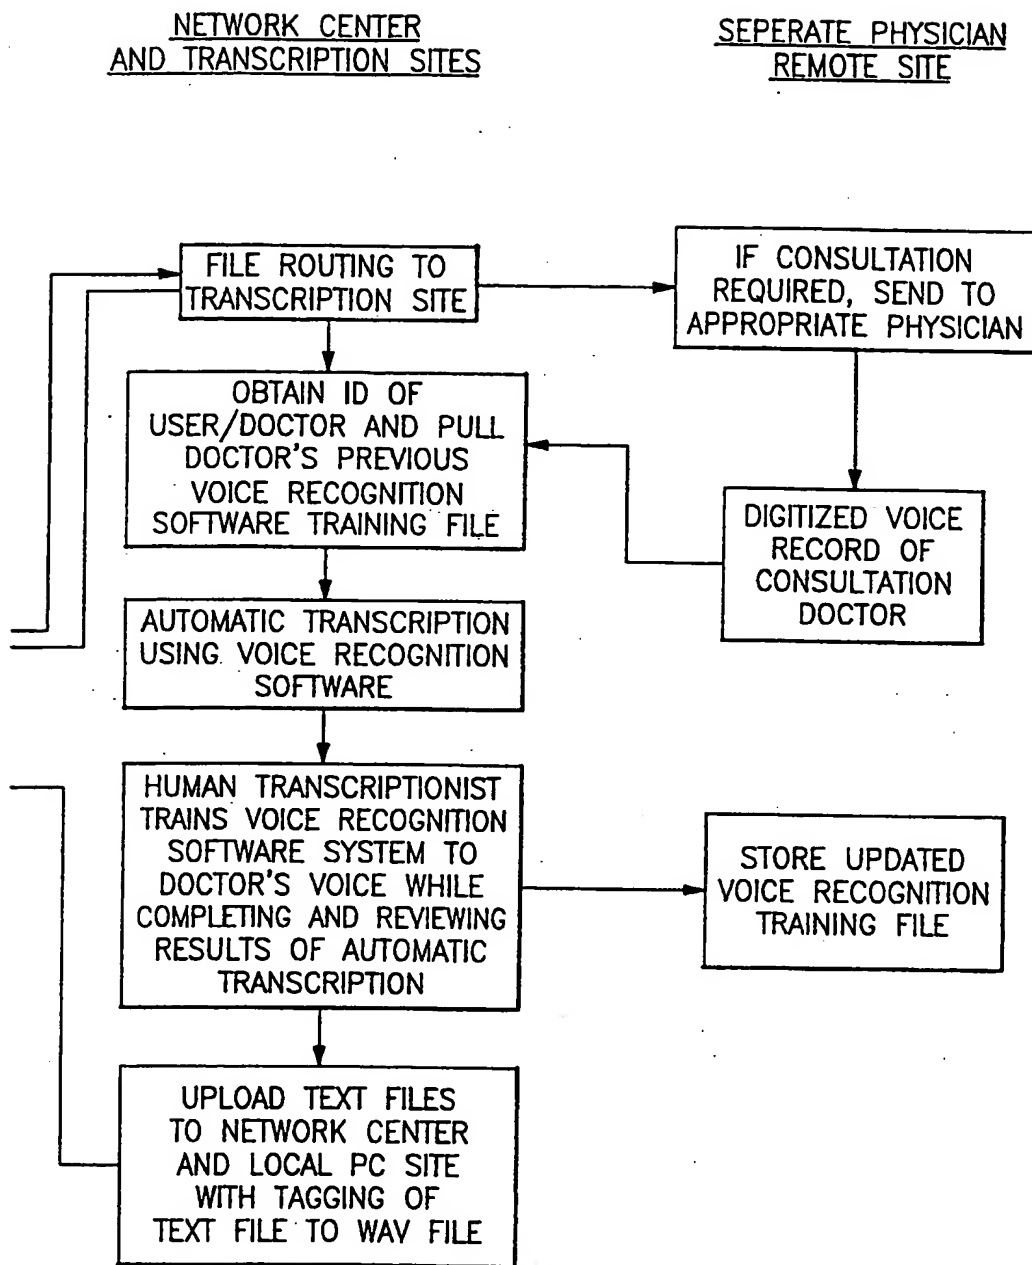 NETWORK CENTER
AND TRANSCRIPTION SITES
SEPERATE PHYSICIAN
REMOTE SITE
FILE ROUTING TO
TRANSCRIPTION SITE
IF CONSULTATION
REQUIRED, SEND TO
APPROPRIATE PHYSICIAN
OBTAIN ID OF
USER/DOCTOR AND PULL
DOCTOR'S PREVIOUS
VOICE RECOGNITION
SOFTWARE TRAINING FILE
DIGITIZED VOICE
RECORD OF
CONSULTATION
DOCTOR
AUTOMATIC TRANSCRIPTION
USING VOICE RECOGNITION
SOFTWARE
HUMAN TRANSCRIPTIONIST
TRAINS VOICE RECOGNITION
SOFTWARE SYSTEM TO
DOCTOR'S VOICE WHILE
COMPLETING AND REVIEWING
RESULTS OF AUTOMATIC
TRANSCRIPTION
STORE UPDATED
VOICE RECOGNITION
TRAINING FILE
UPLOAD TEXT FILES
TO NETWORK CENTER
AND LOCAL PC SITE
WITH TAGGING OF
TEXT FILE TO WAV FILE